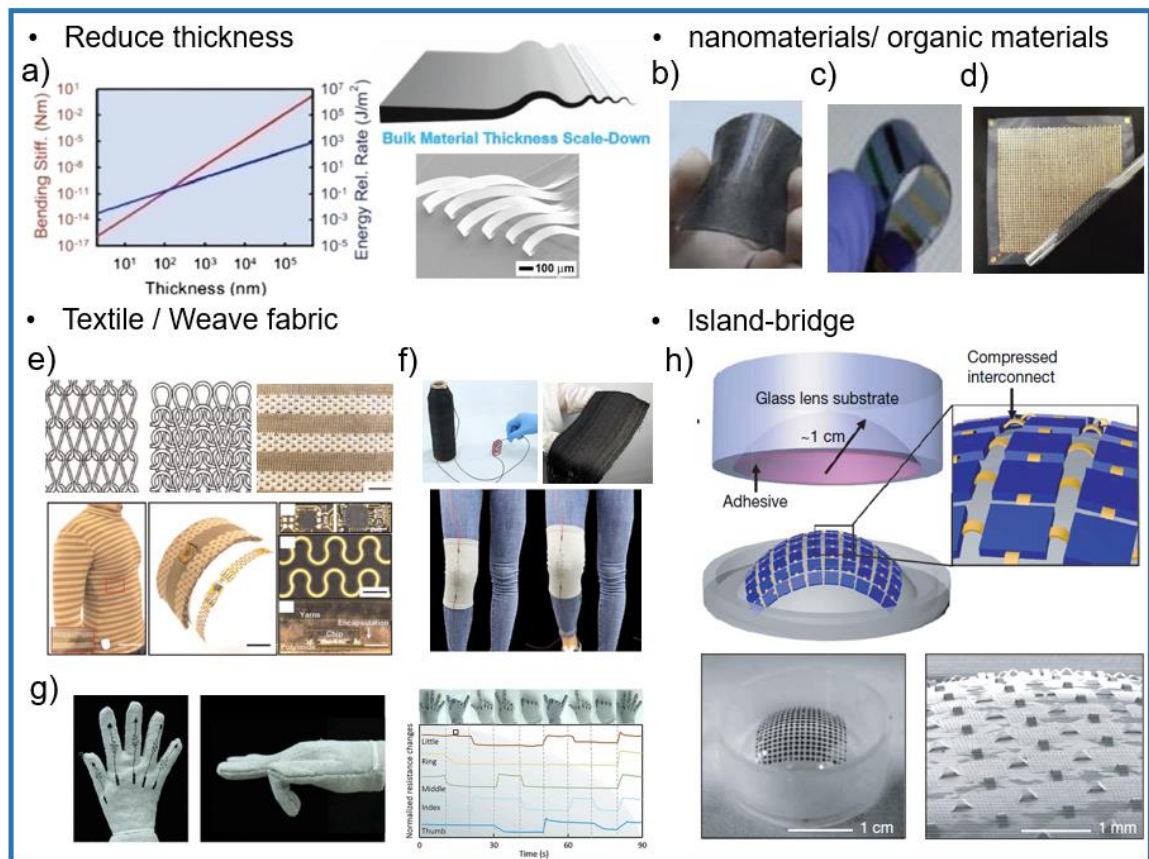 • Reduce thickness
a)
Bending Stiff. (Nm)
10¹
10⁻²
10⁻⁵
10⁻⁸
10⁻¹¹
10⁻¹⁴
10⁻¹⁷
10⁷
10⁵
10³
10¹
10⁻¹
10⁻³
10⁻⁵
Energy Rel. Rate (J/m²)
10¹ 10² 10³ 10⁴ 10⁵
Thickness (nm)
Bulk Material Thickness Scale-Down
100 µm
• nanomaterials/ organic materials
b)
c)
d)
• Textile / Weave fabric
e)
Yarns
Encapsulation
Chip
Polyimide
f)
g)
Normalized resistance changes
Little
Ring
Middle
Index
Thumb
0 30 60 90
Time (s)
• Island-bridge
h)
Compressed
interconnect
Glass lens substrate
~1 cm
Adhesive
1 cm
1 mm